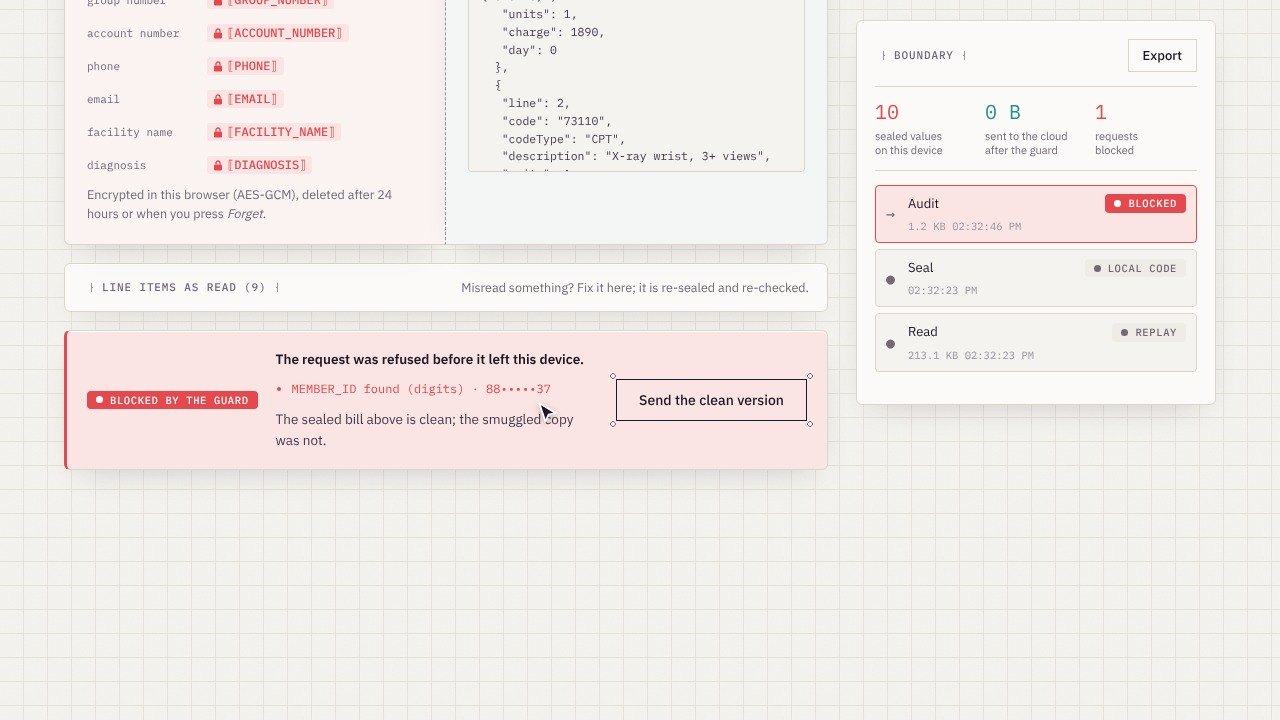 group number 🔒 ⟦GROUP_NUMBER⟧
account number 🔒 ⟦ACCOUNT_NUMBER⟧
phone 🔒 ⟦PHONE⟧
email 🔒 ⟦EMAIL⟧
facility name 🔒 ⟦FACILITY_NAME⟧
diagnosis 🔒 ⟦DIAGNOSIS⟧
Encrypted in this browser (AES-GCM), deleted after 24
hours or when you press Forget.
"units": 1,
"charge": 1890,
"day": 0
},
{
"line": 2,
"code": "73110",
"codeType": "CPT",
"description": "X-ray wrist, 3+ views",
LINE ITEMS AS READ (9)
Misread something? Fix it here; it is re-sealed and re-checked.
BLOCKED BY THE GUARD
The request was refused before it left this device.
• MEMBER_ID found (digits) · 88•••••37
The sealed bill above is clean; the smuggled copy
was not.
Send the clean version
BOUNDARY
Export
10
sealed values
on this device
0 B
sent to the cloud
after the guard
1
requests
blocked
→ Audit
BLOCKED
1.2 KB 02:32:46 PM
Seal
LOCAL CODE
02:32:23 PM
Read
REPLAY
213.1 KB 02:32:23 PM